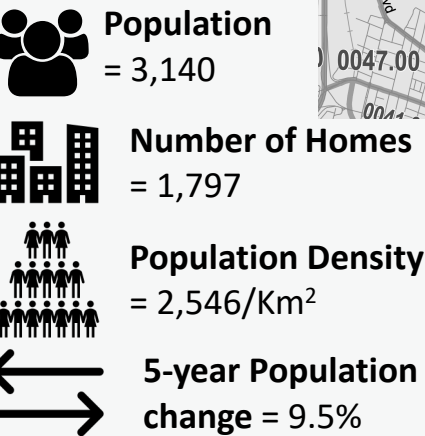 Population
= 3,140
0047.00
Number of Homes
= 1,797
Population Density
= 2,546/Km²
5-year Population
change = 9.5%